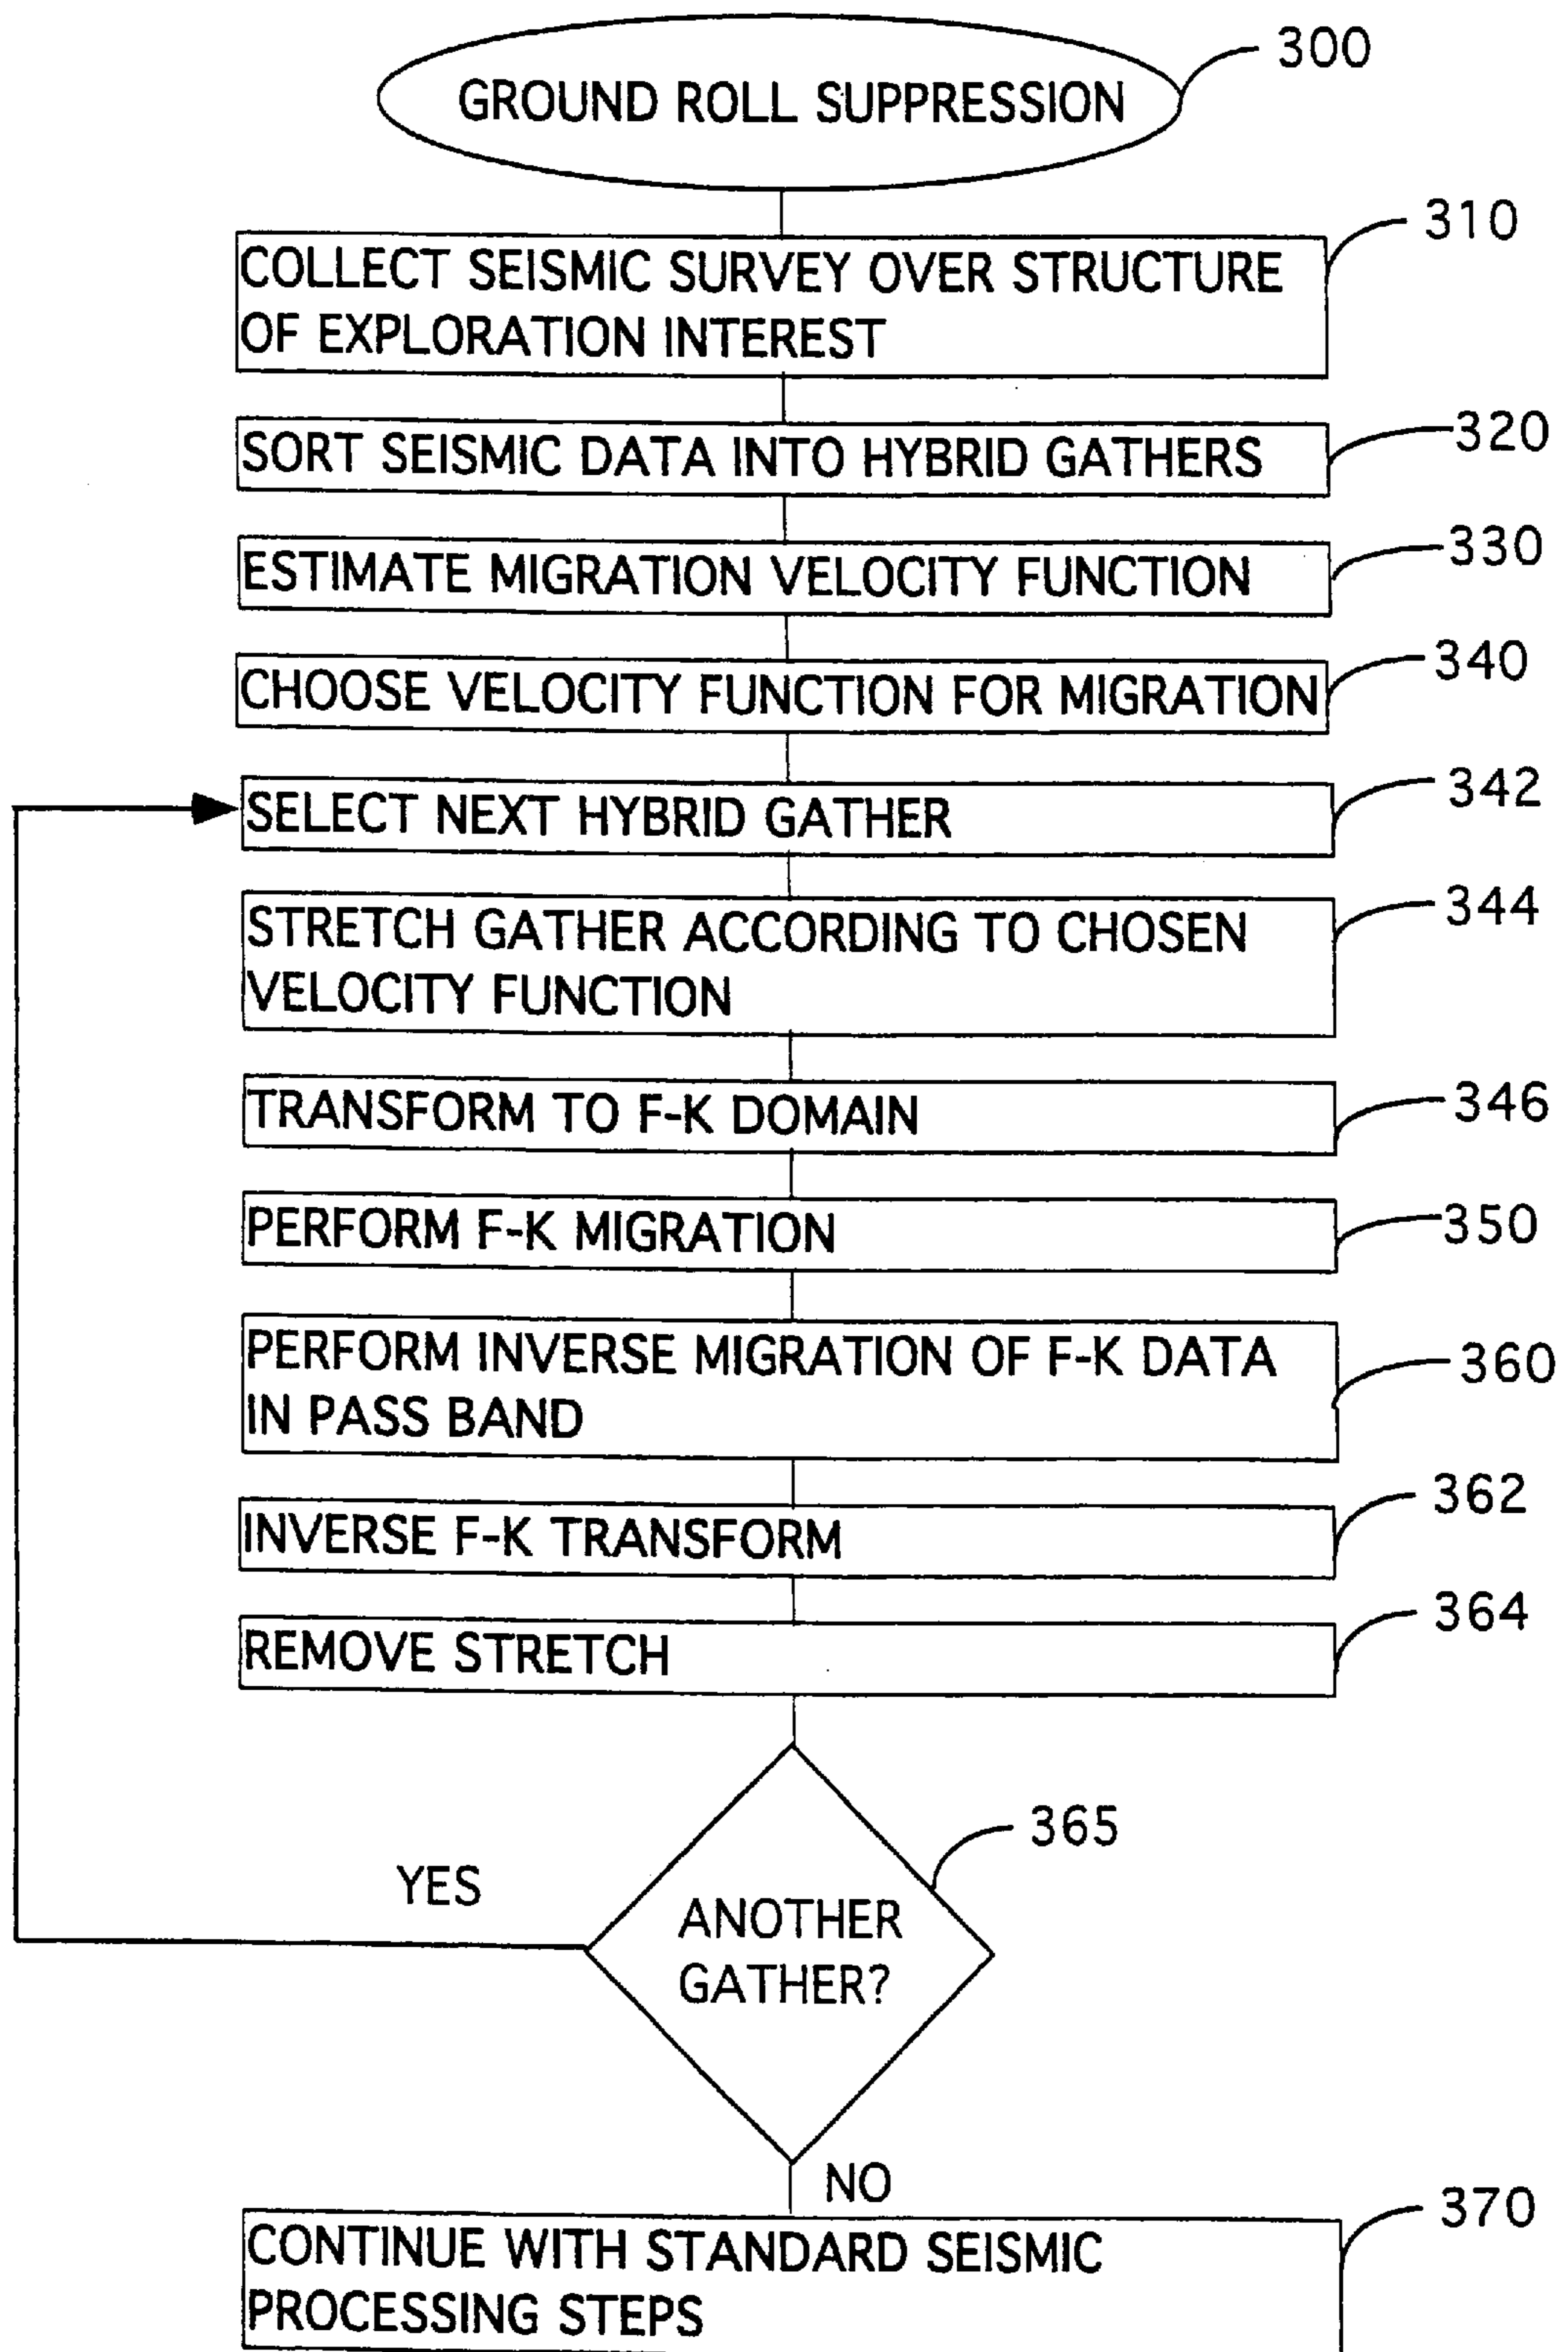 300
GROUND ROLL SUPPRESSION
310
COLLECT SEISMIC SURVEY OVER STRUCTURE
OF EXPLORATION INTEREST
320
SORT SEISMIC DATA INTO HYBRID GATHERS
330
ESTIMATE MIGRATION VELOCITY FUNCTION
340
CHOOSE VELOCITY FUNCTION FOR MIGRATION
342
SELECT NEXT HYBRID GATHER
344
STRETCH GATHER ACCORDING TO CHOSEN
VELOCITY FUNCTION
346
TRANSFORM TO F-K DOMAIN
350
PERFORM F-K MIGRATION
360
PERFORM INVERSE MIGRATION OF F-K DATA
IN PASS BAND
362
INVERSE F-K TRANSFORM
364
REMOVE STRETCH
365
YES
ANOTHER
GATHER?
NO
370
CONTINUE WITH STANDARD SEISMIC
PROCESSING STEPS